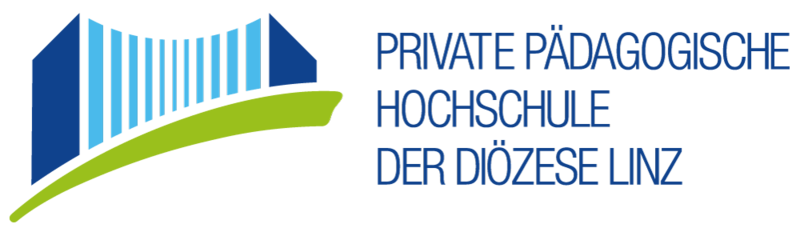 PRIVATE PÄDAGOGISCHE
HOCHSCHULE
DER DIÖZESE LINZ